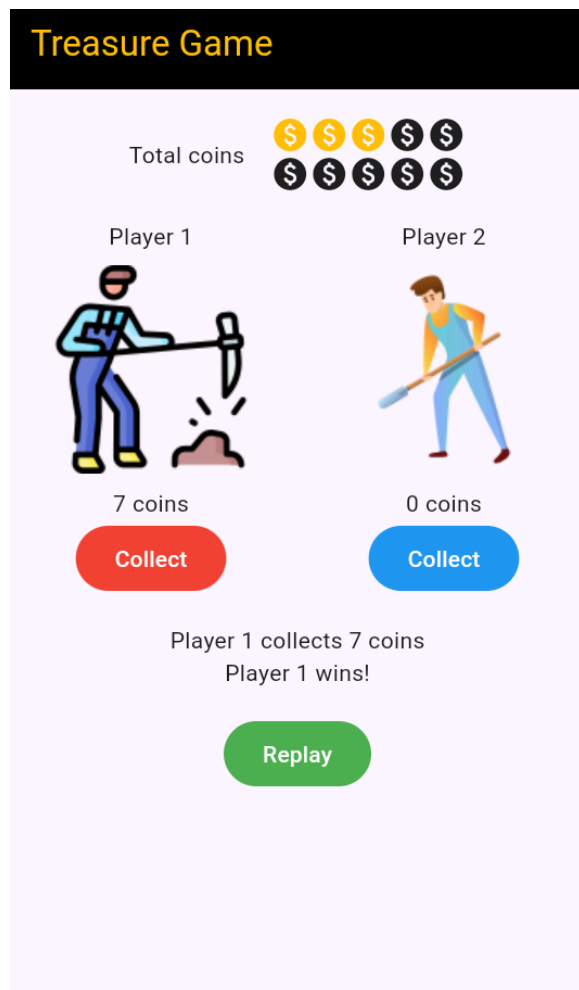 Treasure Game
Total coins
$ $ $ $ $
$ $ $ $ $
Player 1
Player 2
7 coins
0 coins
Collect
Collect
Player 1 collects 7 coins
Player 1 wins!
Replay